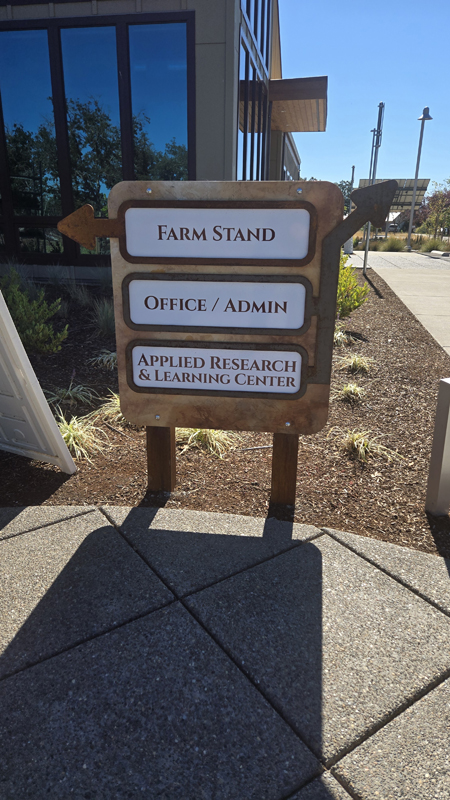 FARM STAND
OFFICE / ADMIN
APPLIED RESEARCH
& LEARNING CENTER